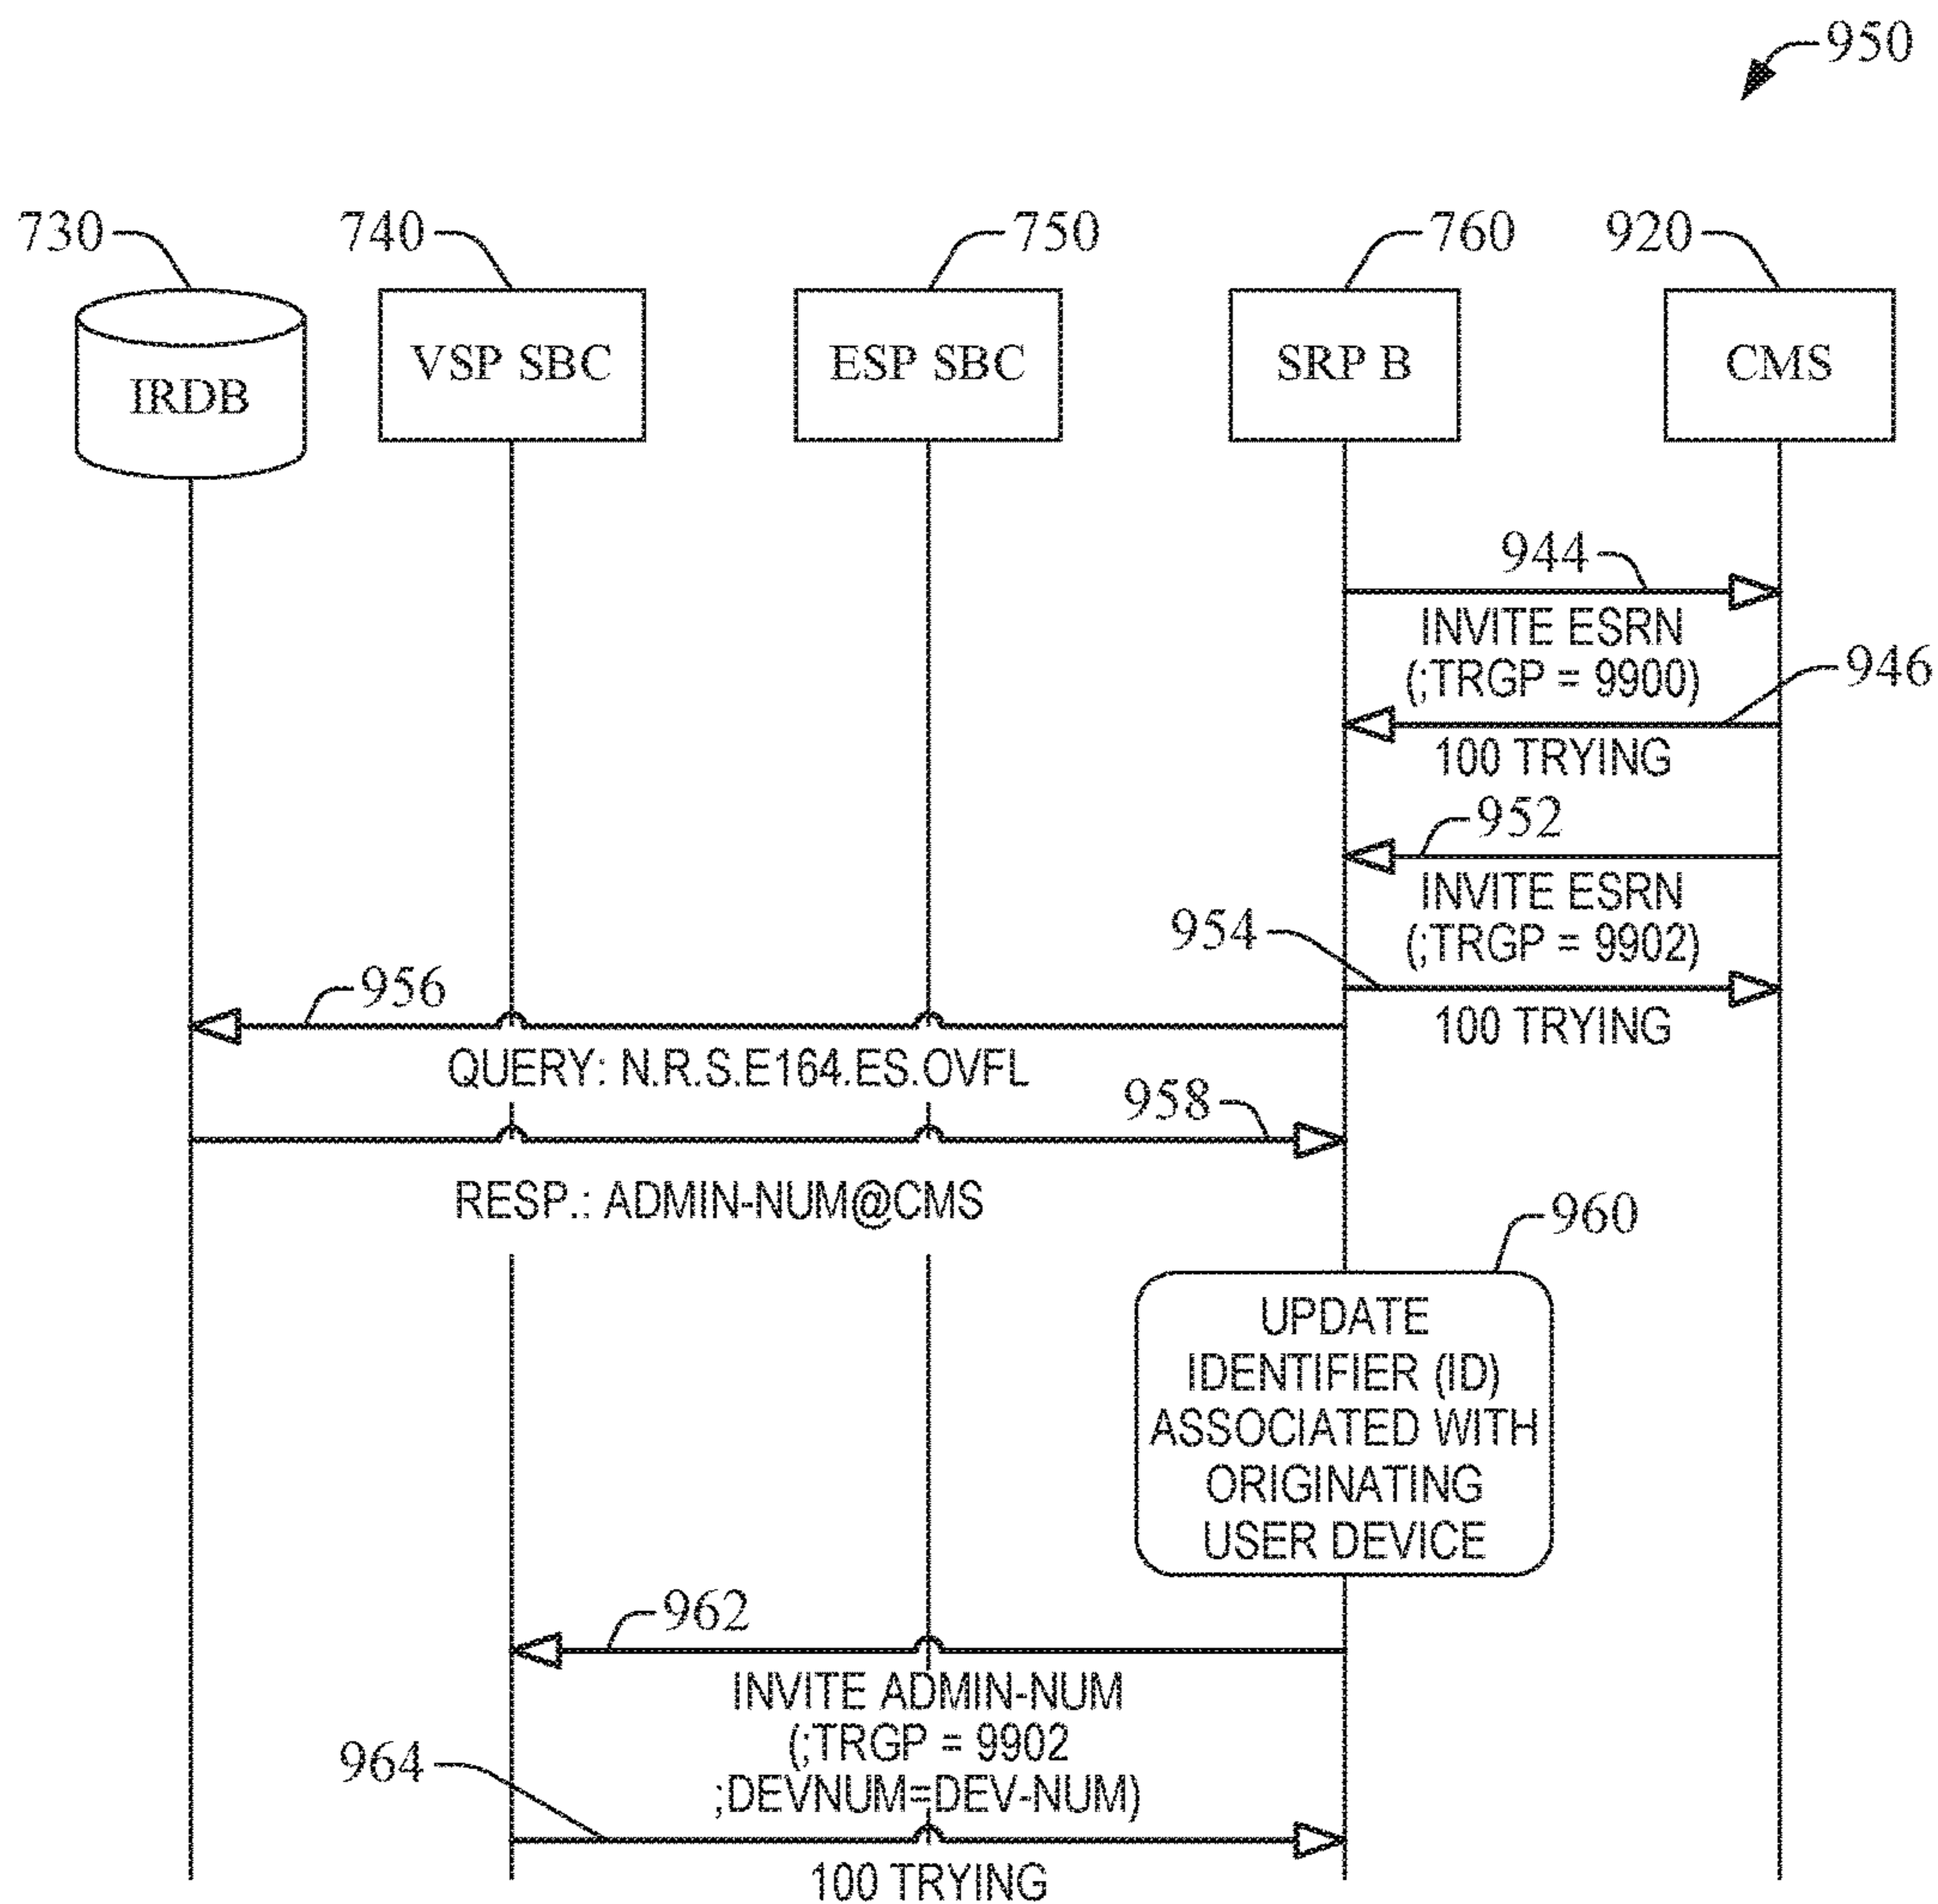 950
730
740
750
760
920
IRDB
VSP SBC
ESP SBC
SRP B
CMS
944
INVITE ESRN
(;TRGP = 9900)
946
100 TRYING
952
INVITE ESRN
(;TRGP = 9902)
954
100 TRYING
956
QUERY: N.R.S.E164.ES.OVFL
958
RESP.: ADMIN-NUM@CMS
960
UPDATE
IDENTIFIER (ID)
ASSOCIATED WITH
ORIGINATING
USER DEVICE
962
INVITE ADMIN-NUM
(;TRGP = 9902
;DEVNUM=DEV-NUM)
964
100 TRYING